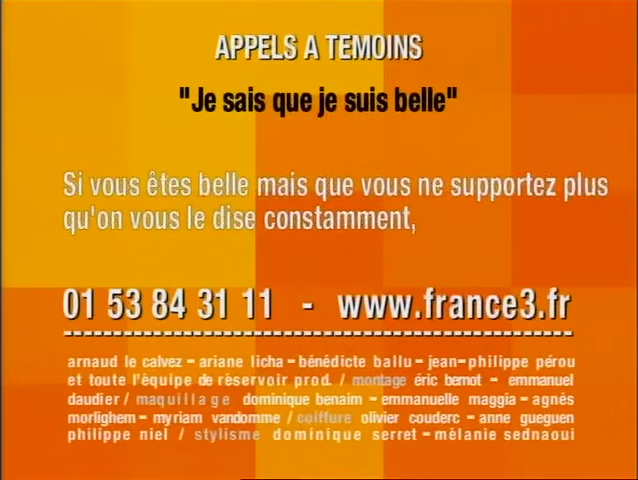 APPELS A TEMOINS
"Je sais que je suis belle"
Si vous êtes belle mais que vous ne supportez plus
qu'on vous le dise constamment,
01 53 84 31 11 - www.france3.fr
arnaud le calvez - ariane licha - bénédicte ballu - jean-philippe pérou
et toute l'équipe de réservoir prod. / montage éric bemot - emmanuel
daudier / maquillage dominique benaim - emmanuelle maggia - agnès
morlighem - myriam vandomme / coiffure olivier couderc - anne gueguen
philippe niel / stylisme dominique serret - mélanie sednaoui